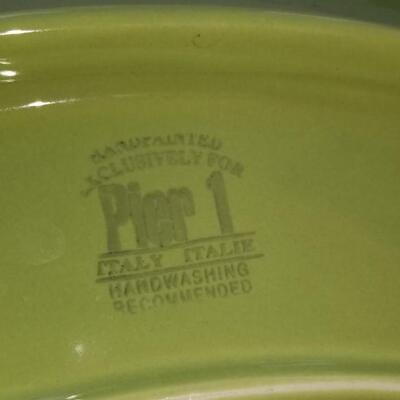 HANDPAINTED
EXCLUSIVELY FOR
Pier 1
ITALY ITALIE
HANDWASHING
RECOMMENDED